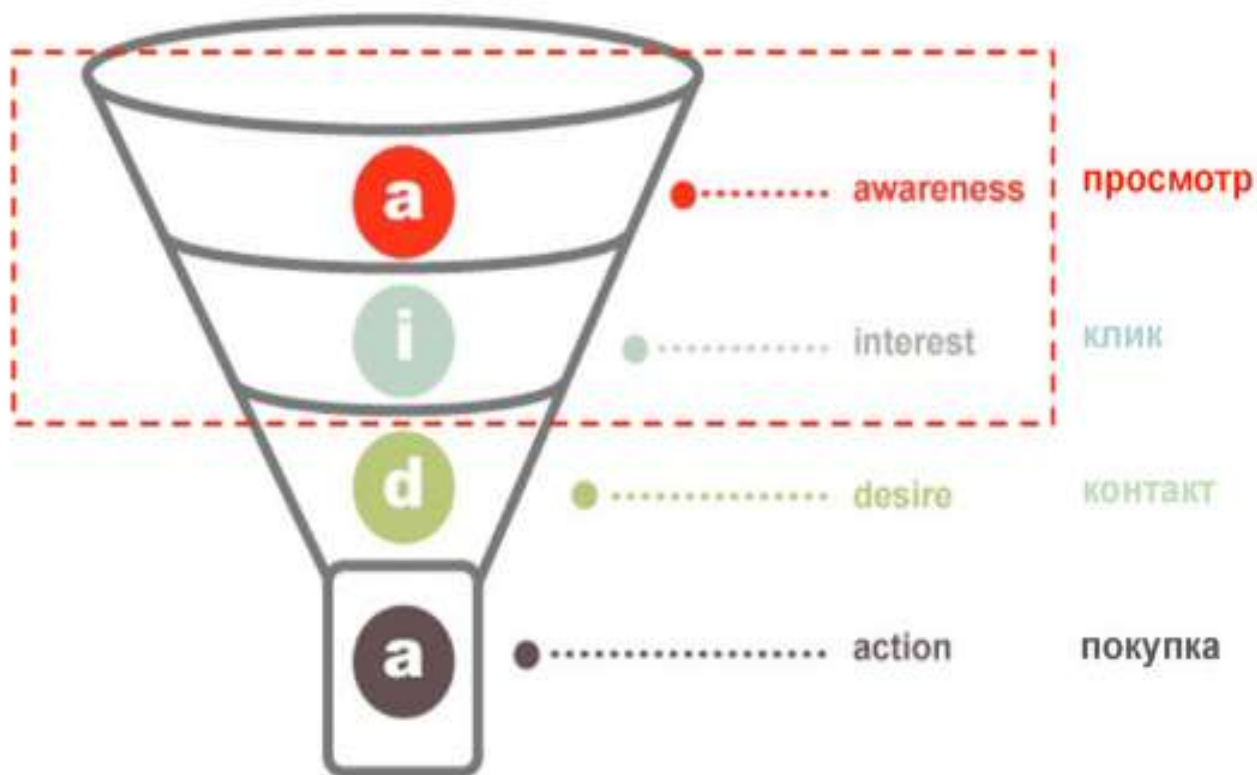 a awareness просмотр
i interest клик
d desire контакт
a action покупка